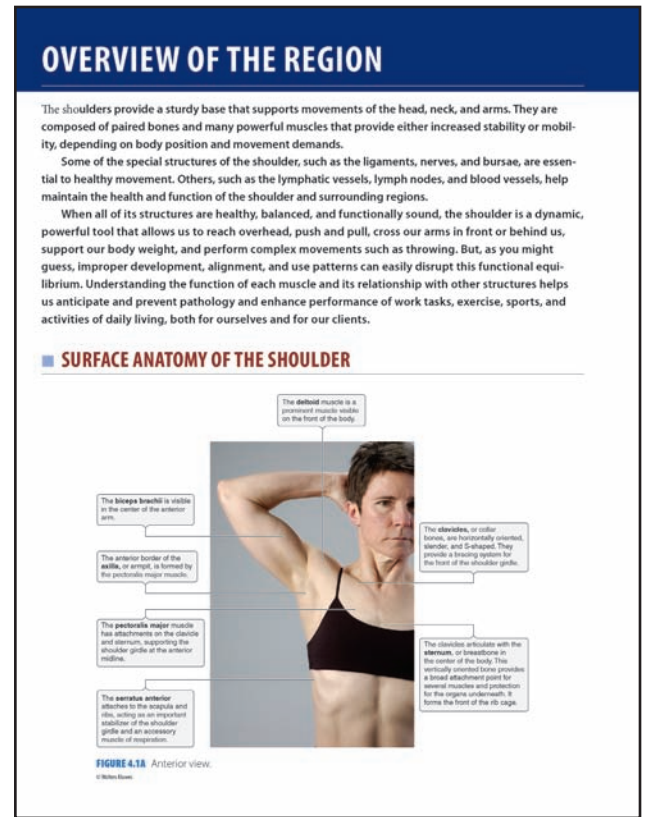 OVERVIEW OF THE REGION
The shoulders provide a sturdy base that supports movements of the head, neck, and arms. They are
composed of paired bones and many powerful muscles that provide either increased stability or mobil-
ity, depending on body position and movement demands.
Some of the special structures of the shoulder, such as the ligaments, nerves, and bursae, are essen-
tial to healthy movement. Others, such as the lymphatic vessels, lymph nodes, and blood vessels, help
maintain the health and function of the shoulder and surrounding regions.
When all of its structures are healthy, balanced, and functionally sound, the shoulder is a dynamic,
powerful tool that allows us to reach overhead, push and pull, cross our arms in front or behind us,
support our body weight, and perform complex movements such as throwing. But, as you might
guess, improper development, alignment, and use patterns can easily disrupt this functional equi-
librium. Understanding the function of each muscle and its relationship with other structures helps
us anticipate and prevent pathology and enhance performance of work tasks, exercise, sports, and
activities of daily living, both for ourselves and for our clients.
SURFACE ANATOMY OF THE SHOULDER
The deltoid muscle is a
prominent muscle visible
on the front of the body.
The biceps brachii is visible
in the center of the anterior
arm.
The anterior border of the
axilla, or armpit, is formed by
the pectoralis major muscle.
The pectoralis major muscle
has attachments on the clavicle
and sternum, supporting the
shoulder girdle at the anterior
midline.
The serratus anterior
attaches to the scapula and
ribs, acting as an important
stabilizer of the shoulder
girdle and an accessory
muscle of respiration.
The clavicles, or collar
bones, are horizontally oriented,
slender, and S-shaped. They
provide a bracing system for
the front of the shoulder girdle.
The clavicles articulate with the
sternum, or breastbone in
the center of the body. This
vertically oriented bone provides
a broad attachment point for
several muscles and protection
for the organs underneath. It
forms the front of the rib cage.
FIGURE 4.1A Anterior view.
© Wolters Kluwer.